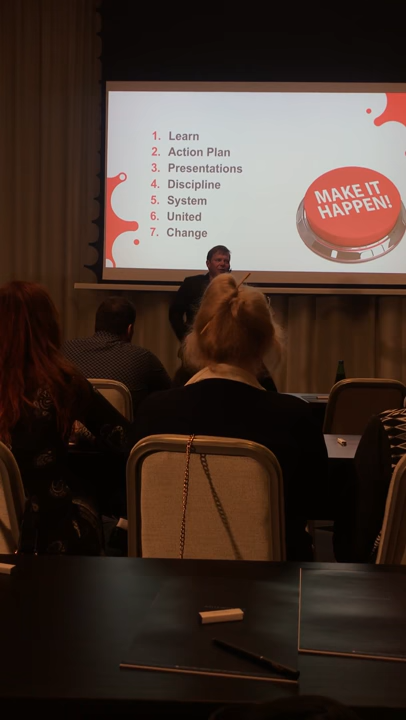 1. Learn
2. Action Plan
3. Presentations
4. Discipline
5. System
6. United
7. Change
MAKE IT
HAPPEN!